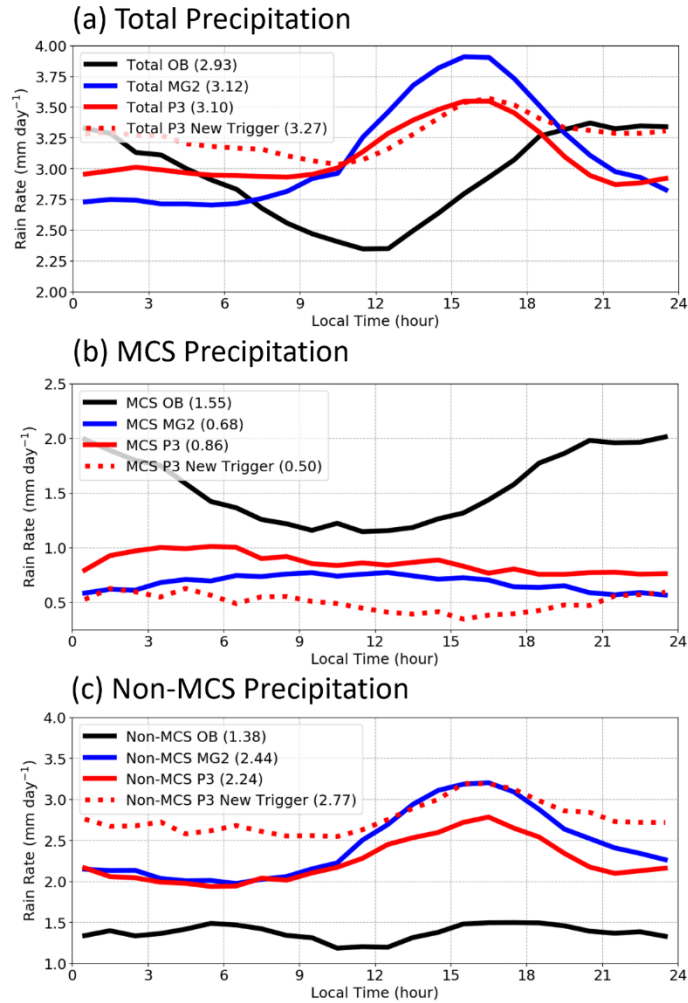 (a) Total Precipitation
4.00
3.75
3.50
3.25
3.00
2.75
2.50
2.25
2.00
Rain Rate (mm day⁻¹)
Total OB (2.93)
Total MG2 (3.12)
Total P3 (3.10)
Total P3 New Trigger (3.27)
0 3 6 9 12 15 18 21 24
Local Time (hour)
(b) MCS Precipitation
2.5
2.0
1.5
1.0
0.5
Rain Rate (mm day⁻¹)
MCS OB (1.55)
MCS MG2 (0.68)
MCS P3 (0.86)
MCS P3 New Trigger (0.50)
0 3 6 9 12 15 18 21 24
Local Time (hour)
(c) Non-MCS Precipitation
4.0
3.5
3.0
2.5
2.0
1.5
1.0
Rain Rate (mm day⁻¹)
Non-MCS OB (1.38)
Non-MCS MG2 (2.44)
Non-MCS P3 (2.24)
Non-MCS P3 New Trigger (2.77)
0 3 6 9 12 15 18 21 24
Local Time (hour)